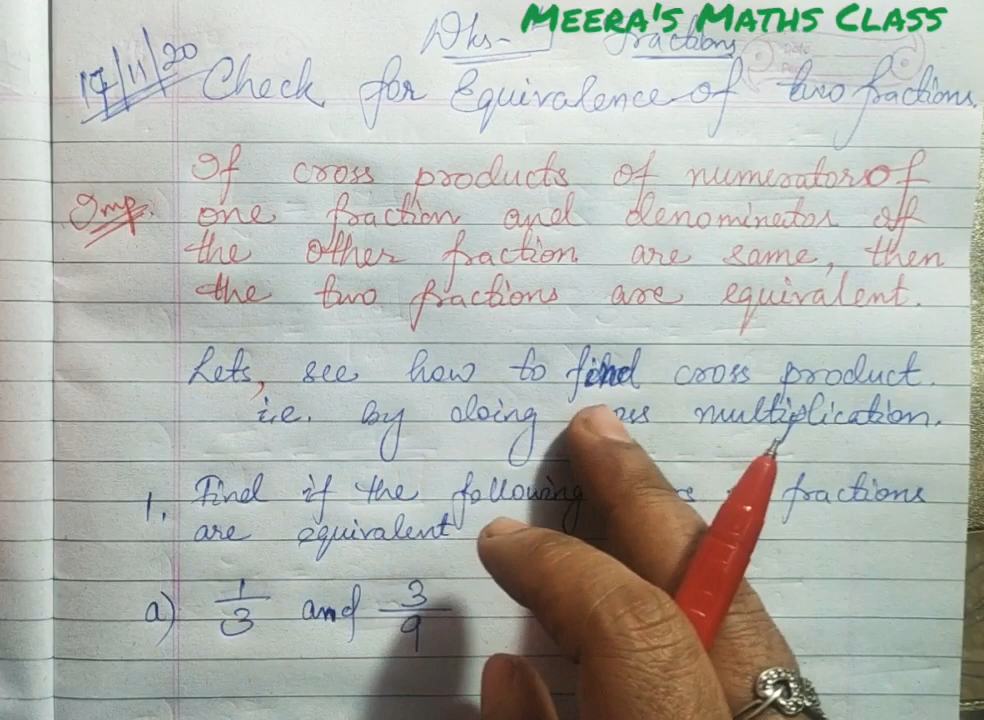 MEERA'S MATHS CLASS
fractions
17/11/20 Check for Equivalence of two fractions.
If cross products of numerator of
Imp. one fraction and denominator of
the other fraction are same, then
the two fractions are equivalent.
Lets, see how to find cross product.
i.e. by doing multiplication.
1. Find if the following fractions
are equivalent
a) 1/3 and 3/9